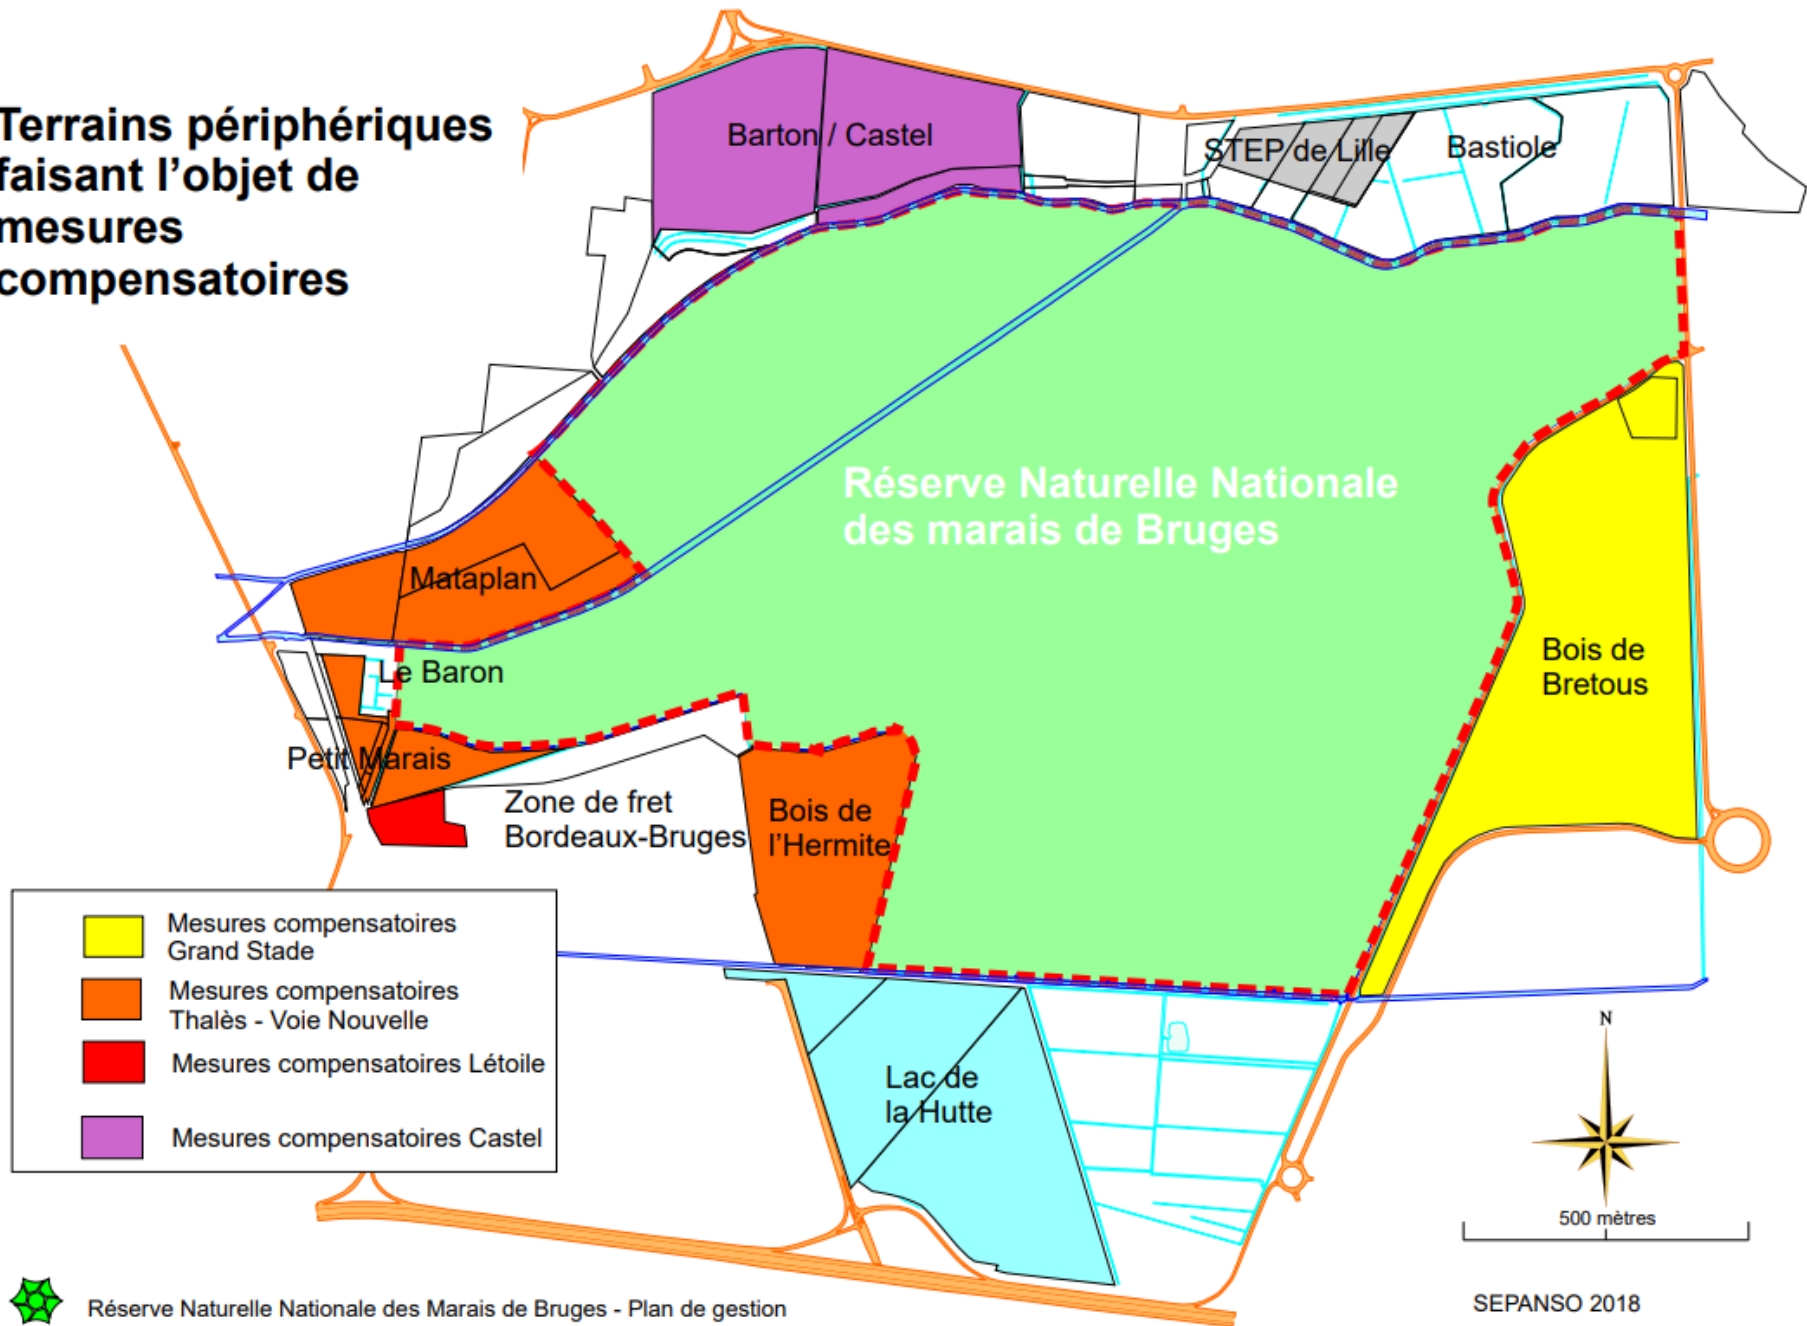 Terrains périphériques
faisant l’objet de
mesures
compensatoires
Barton / Castel
STEP de Lille
Bastiole
Réserve Naturelle Nationale
des marais de Bruges
Mataplan
Le Baron
Petit Marais
Zone de fret
Bordeaux-Bruges
Bois de
l’Hermite
Bois de
Bretous
Lac de
la Hutte
Mesures compensatoires
Grand Stade
Mesures compensatoires
Thalès - Voie Nouvelle
Mesures compensatoires Létoile
Mesures compensatoires Castel
N
500 mètres
Réserve Naturelle Nationale des Marais de Bruges - Plan de gestion
SEPANSO 2018